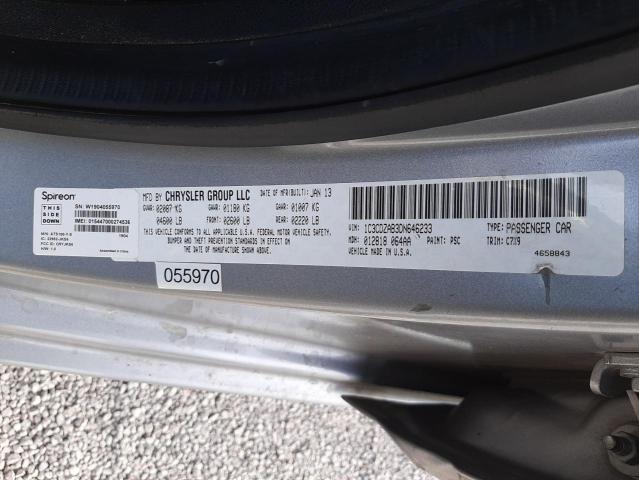 Spireon
THIS SIDE DOWN
SN: W1904055970
IMEI: 015447000274536
1904
H/W: 1.0
MFD BY CHRYSLER GROUP LLC
DATE OF MFR(BUILT): JAN 13
GVWR: 02087 KG
GAWR: 01180 KG
GAWR: 01007 KG
04600 LB
FRONT: 02600 LB
REAR: 02220 LB
THIS VEHICLE CONFORMS TO ALL APPLICABLE U.S.A. FEDERAL MOTOR VEHICLE SAFETY,
BUMPER AND THEFT PREVENTION STANDARDS IN EFFECT ON
THE DATE OF MANUFACTURE SHOWN ABOVE.
VIN: 1C3CDZAB3DN646233
TYPE: PASSENGER CAR
MDH: 012818 064AA
PAINT: PSC
TRIM: C7X9
VEHICLE MADE IN U.S.A.
4658843
055970